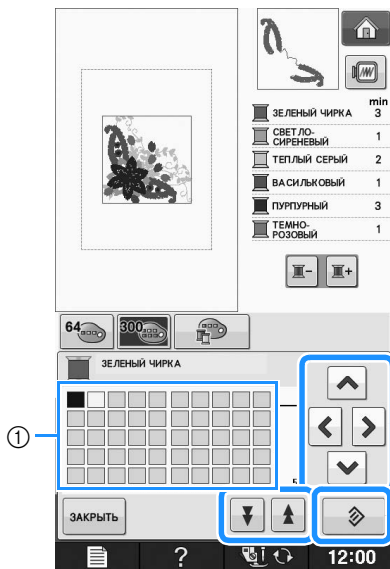 min
ЗЕЛЕНЫЙ ЧИРКА 3
СВЕТЛО-
СИРЕНЕВЫЙ 1
ТЕПЛЫЙ СЕРЫЙ 2
ВАСИЛЬКОВЫЙ 1
ПУРПУРНЫЙ 3
ТЕМНО-
РОЗОВЫЙ 1
64 300
ЗЕЛЕНЫЙ ЧИРКА
①
5
ЗАКРЫТЬ
? 12:00